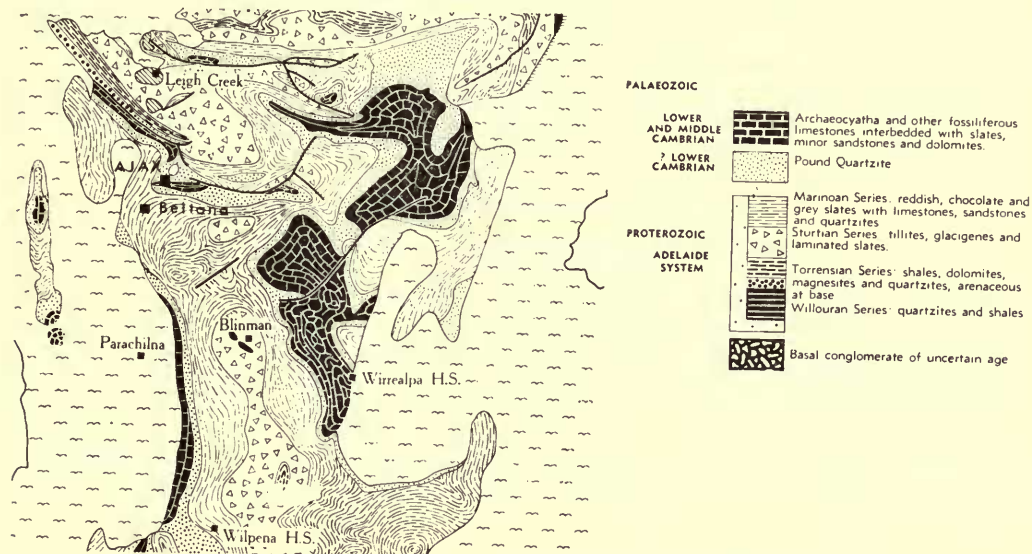 Leigh Creek
AJAX
Beltana
Blinman
Parachilna
Wirrealpa H.S.
Wilpena H.S.
PALAEOZOIC
LOWER
AND MIDDLE
CAMBRIAN
Archaeocyatha and other fossiliferous
limestones interbedded with slates,
minor sandstones and dolomites.
? LOWER
CAMBRIAN
Pound Quartzite
PROTEROZOIC
ADELAIDE
SYSTEM
Marinoan Series. reddish, chocolate and
grey slates with limestones, sandstones
and quartzites
Sturtian Series tillites, glacigenes and
laminated slates.
Torrensian Series shales, dolomites,
magnesites and quartzites, arenaceous
at base
Willouran Series quartzites and shales
Basal conglomerate of uncertain age